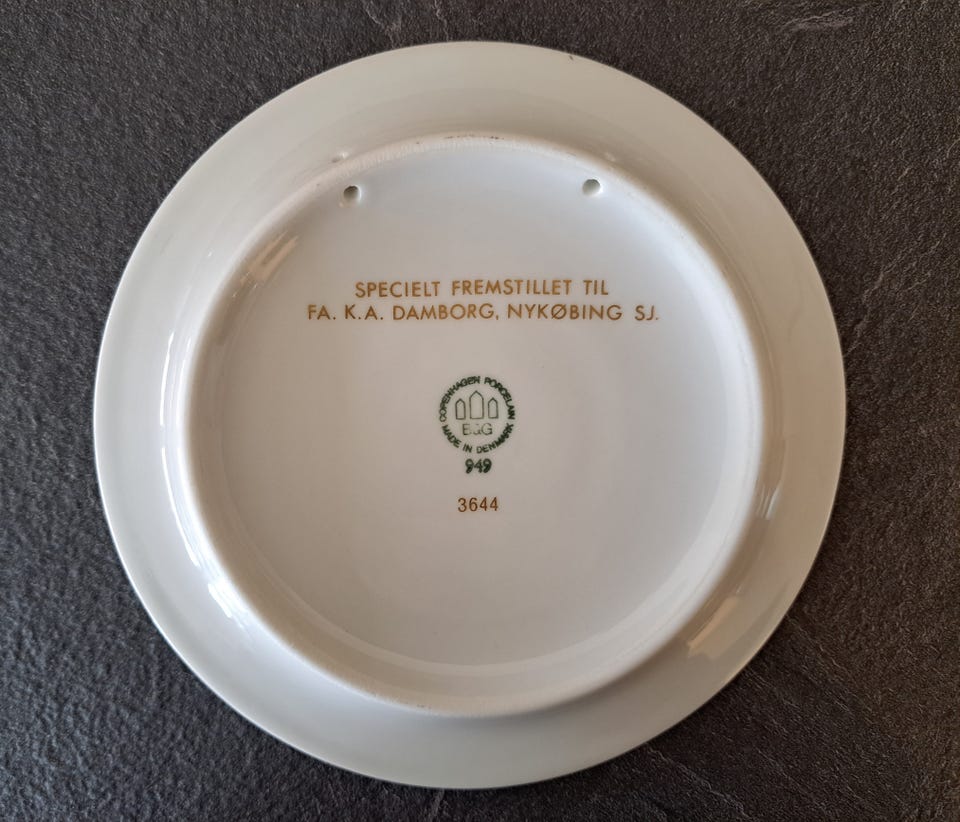 SPECIELT FREMSTILLET TIL
FA. K.A. DAMBORG, NYKØBING SJ.
COPENHAGEN PORCELAIN
B&G
MADE IN DENMARK
949
3644